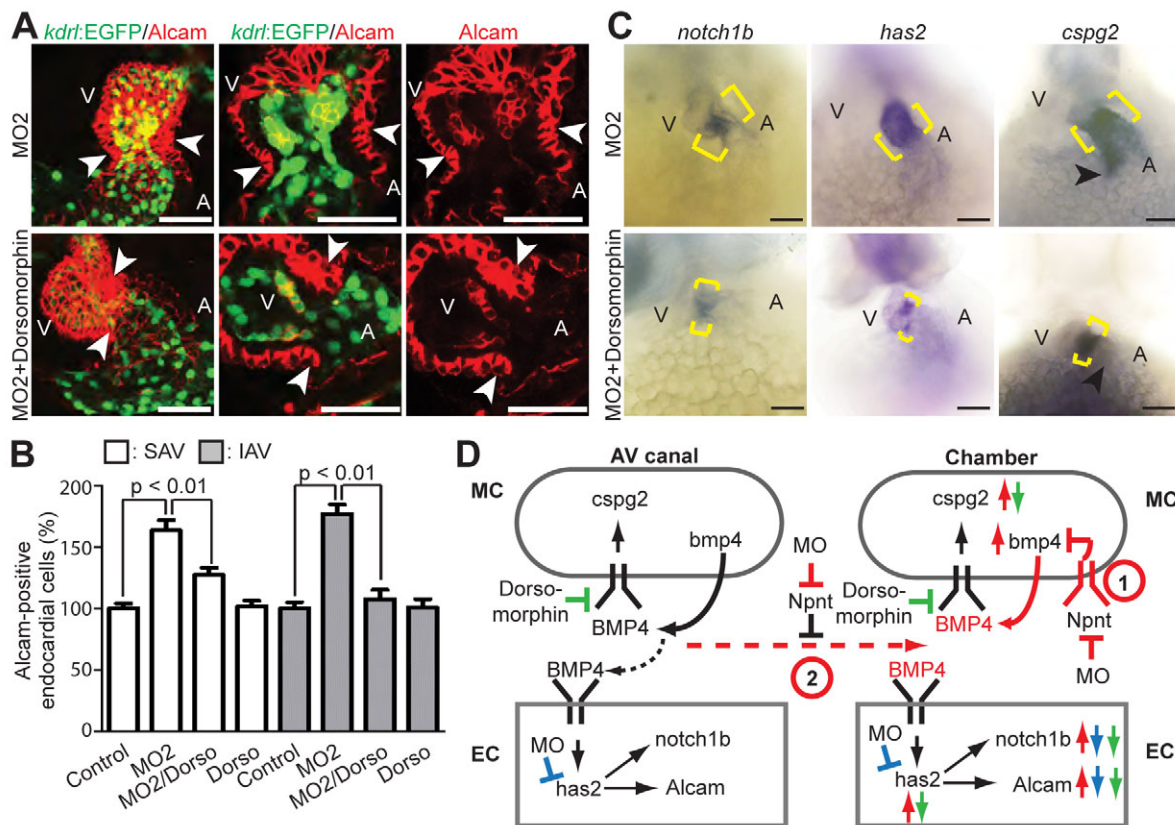 A
kdrl:EGFP/Alcam
kdrl:EGFP/Alcam
Alcam
MO2
V
A
V
A
V
A
MO2+Dorsomorphin
V
A
V
A
V
A
B
: SAV
: IAV
p < 0.01
p < 0.01
Alcam-positive
endocardial cells (%)
200
150
100
50
0
Control
MO2
MO2/Dorso
Dorso
Control
MO2
MO2/Dorso
Dorso
C
notch1b
has2
cspg2
MO2
V
A
V
A
V
A
MO2+Dorsomorphin
V
A
V
A
V
A
D
AV canal
Chamber
MC
cspg2
bmp4
Dorso-
morphin
BMP4
BMP4
EC
MO
has2
notch1b
Alcam
MO
Npnt
2
MC
cspg2
bmp4
1
Dorso-
morphin
BMP4
Npnt
MO
BMP4
EC
MO
has2
notch1b
Alcam